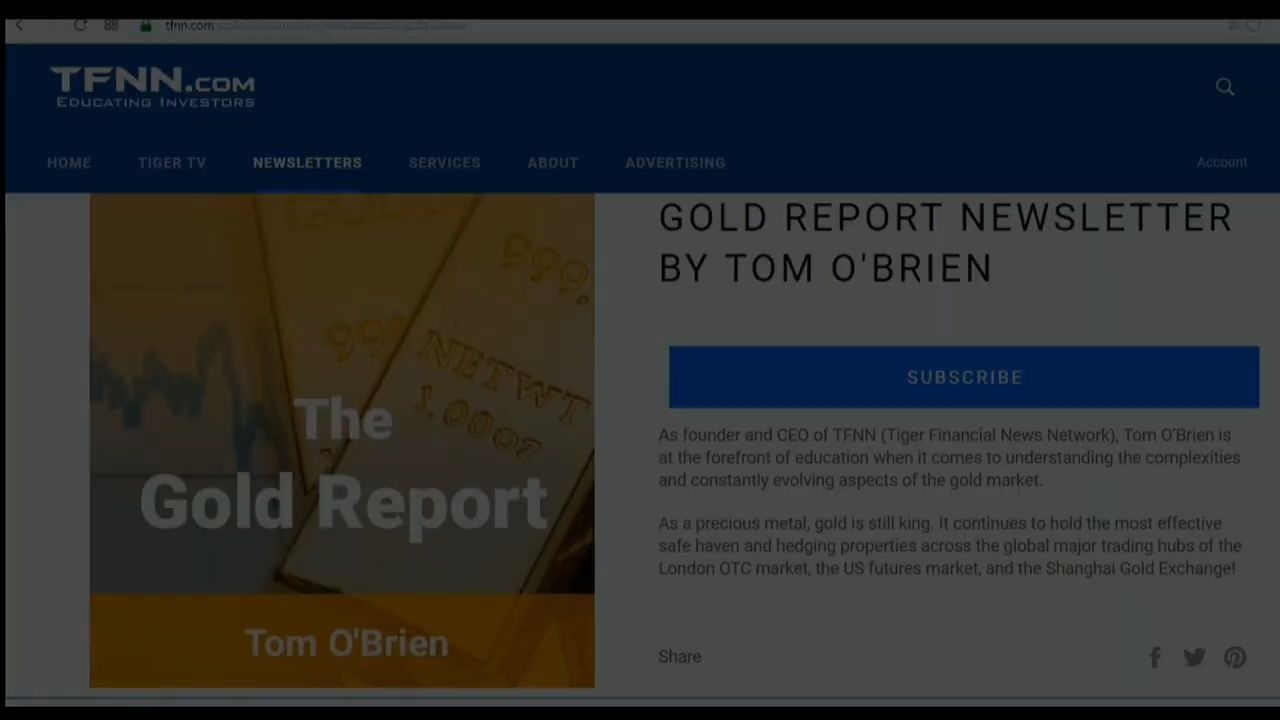 tfnn.com
TFNN.COM
EDUCATING INVESTORS
HOME TIGER TV NEWSLETTERS SERVICES ABOUT ADVERTISING Account
GOLD REPORT NEWSLETTER
BY TOM O'BRIEN
999.
999
NETWT
1.00OZ
The
Gold Report
Tom O'Brien
SUBSCRIBE
As founder and CEO of TFNN (Tiger Financial News Network), Tom O'Brien is
at the forefront of education when it comes to understanding the complexities
and constantly evolving aspects of the gold market.
As a precious metal, gold is still king. It continues to hold the most effective
safe haven and hedging properties across the global major trading hubs of the
London OTC market, the US futures market, and the Shanghai Gold Exchange!
Share